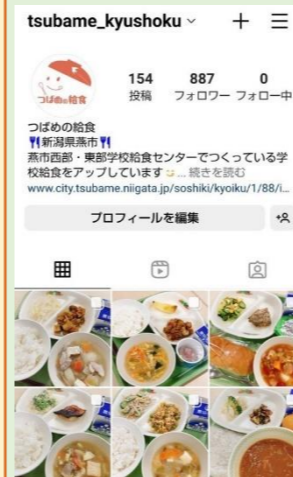 tsubame_kyushoku
つばめの給食
154 887 0
投稿 フォロワー フォロー中
つばめの給食
🍴新潟県燕市🍴
燕市西部・東部学校給食センターでつくっている学
校給食をアップしています😋... 続きを読む
www.city.tsubame.niigata.jp/soshiki/kyoiku/1/88/i...
プロフィールを編集